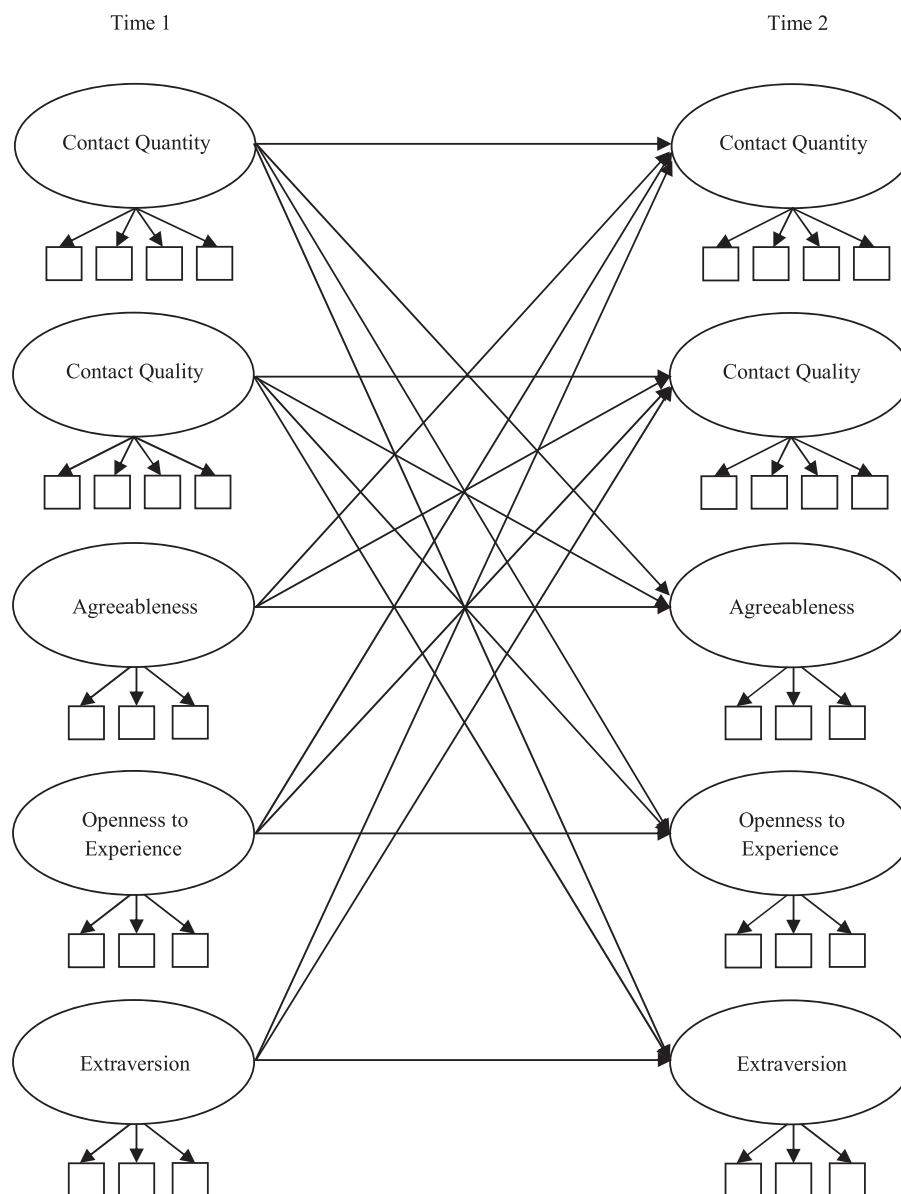 Time 1
Time 2
Contact Quantity
Contact Quantity
Contact Quality
Contact Quality
Agreeableness
Agreeableness
Openness to
Experience
Openness to
Experience
Extraversion
Extraversion